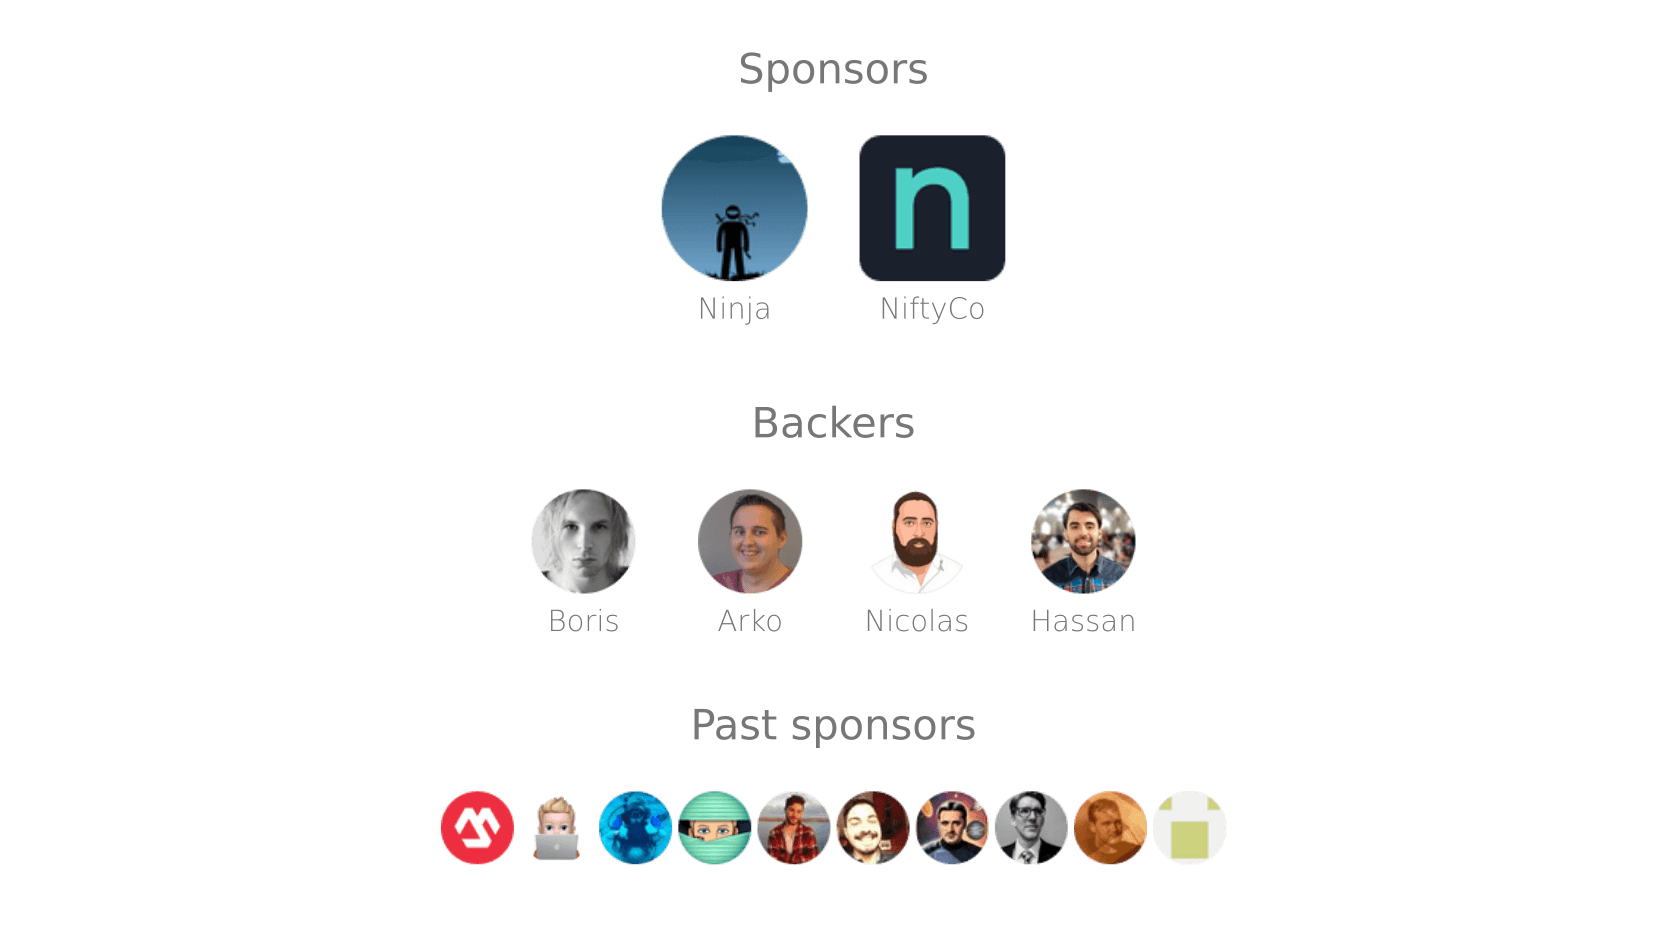 Sponsors
n
Ninja
NiftyCo
Backers
Boris
Arko
Nicolas
Hassan
Past sponsors